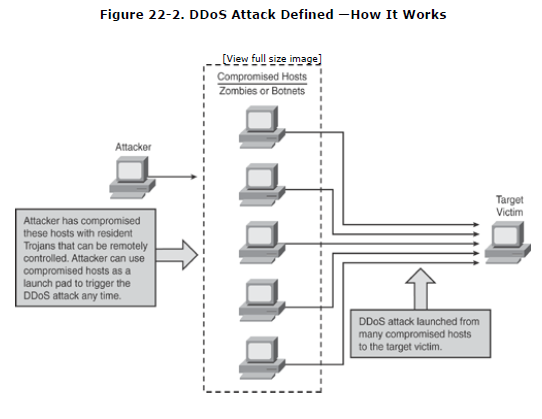 Figure 22-2. DDoS Attack Defined —How It Works
[View full size image]
Compromised Hosts
Zombies or Botnets
Attacker
Attacker has compromised
these hosts with resident
Trojans that can be remotely
controlled. Attacker can use
compromised hosts as a
launch pad to trigger the
DDoS attack any time.
Target
Victim
DDoS attack launched from
many compromised hosts
to the target victim.